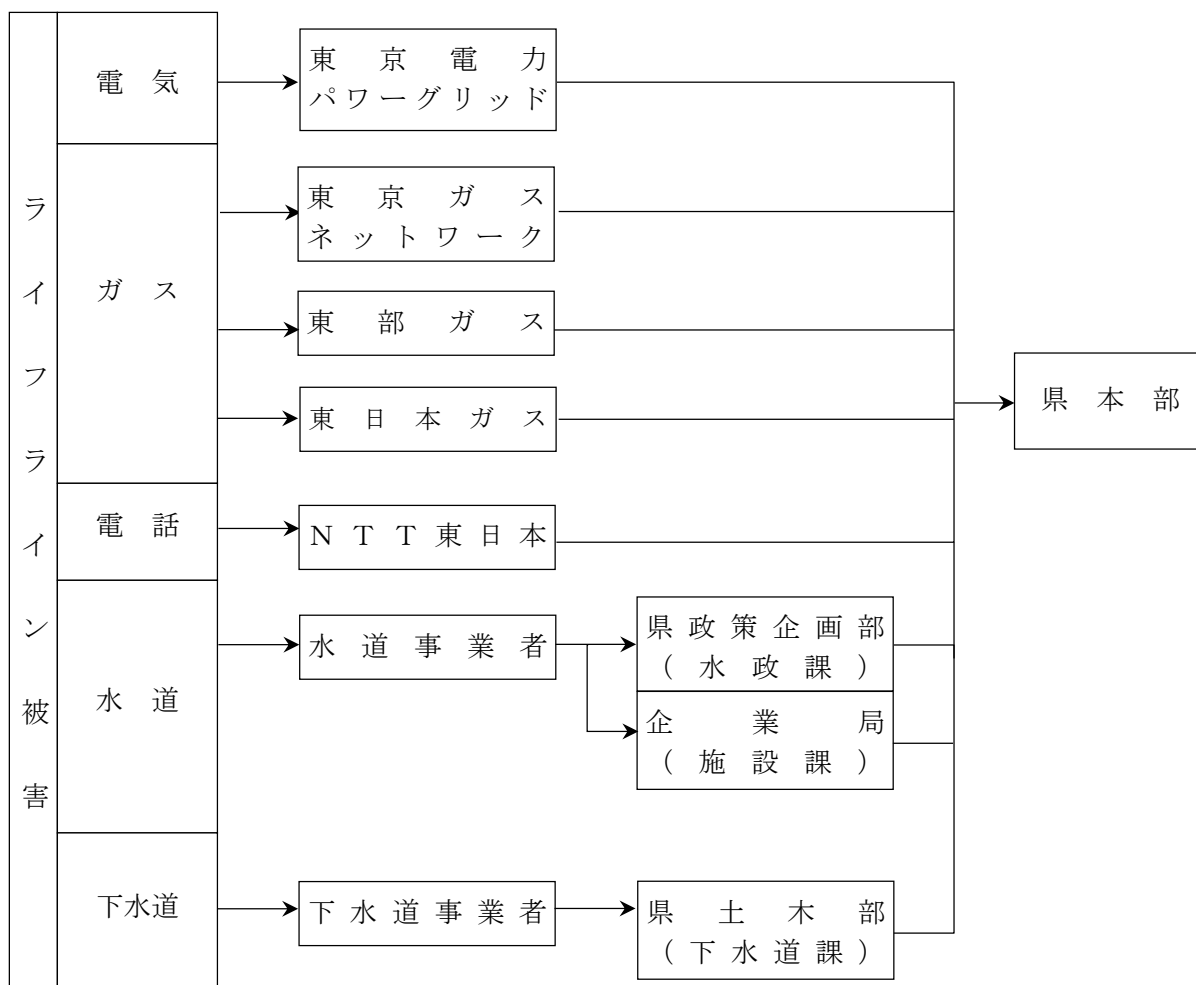 ライフライン被害
電気
東京電力
パワーグリッド
ガス
東京ガス
ネットワーク
東部ガス
東日本ガス
電話
NTT東日本
水道
水道事業者
県政策企画部
(水政課)
企業局
(施設課)
下水道
下水道事業者
県土木部
(下水道課)
県本部